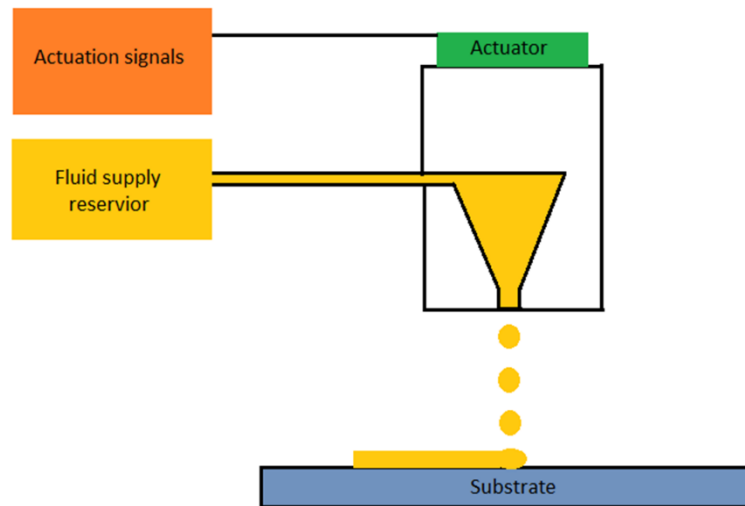 Actuation signals
Actuator
Fluid supply
reservior
Substrate